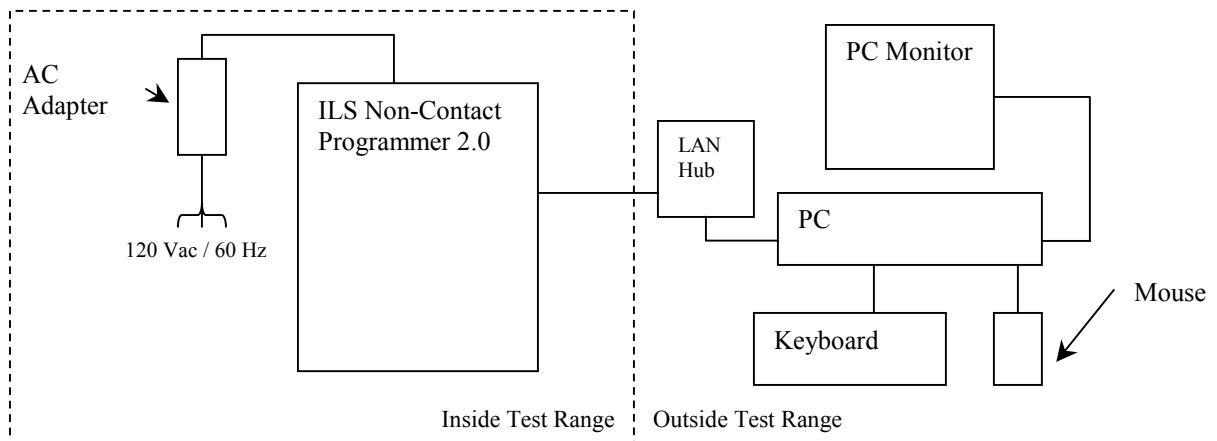 AC
Adapter
120 Vac / 60 Hz
ILS Non-Contact
Programmer 2.0
Inside Test Range
LAN
Hub
PC Monitor
PC
Keyboard
Mouse
Outside Test Range